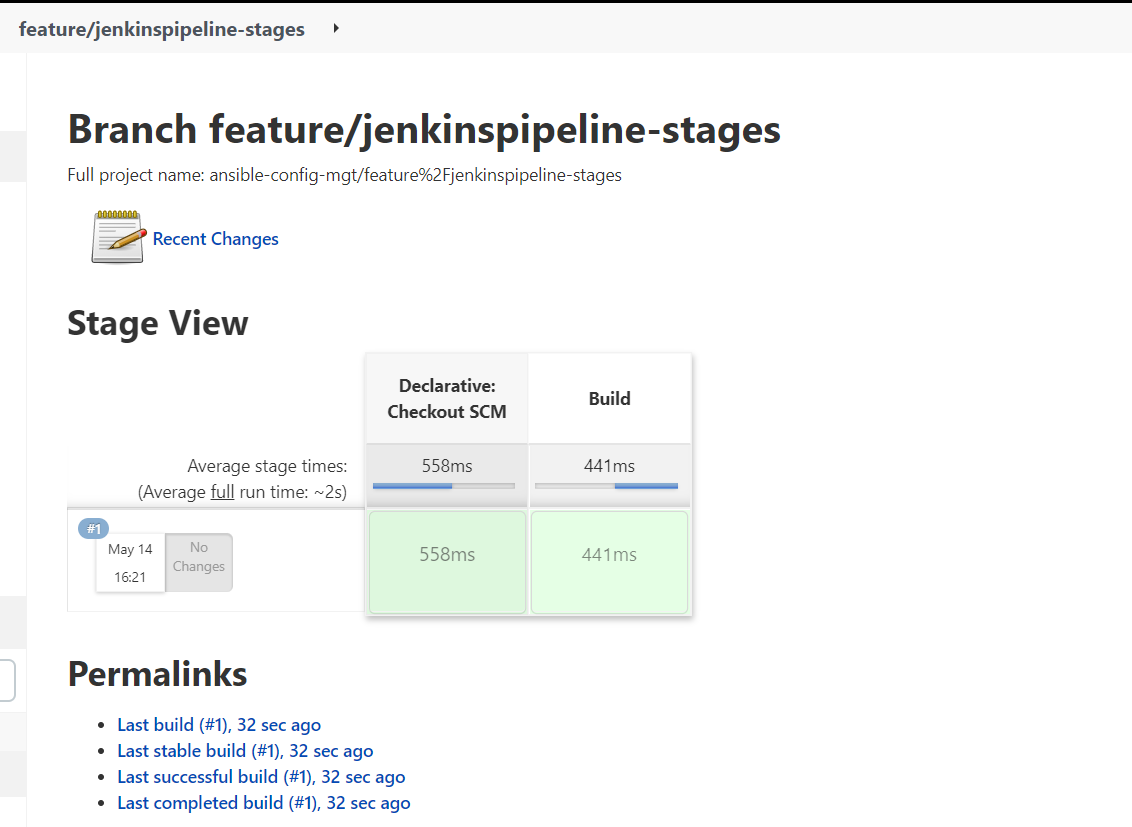 feature/jenkinspipeline-stages
Branch feature/jenkinspipeline-stages
Full project name: ansible-config-mgt/feature%2Fjenkinspipeline-stages
Recent Changes
Stage View
Declarative:
Checkout SCM
Build
Average stage times:
(Average full run time: ~2s)
558ms
441ms
#1
May 14
16:21
No
Changes
558ms
441ms
Permalinks
Last build (#1), 32 sec ago
Last stable build (#1), 32 sec ago
Last successful build (#1), 32 sec ago
Last completed build (#1), 32 sec ago